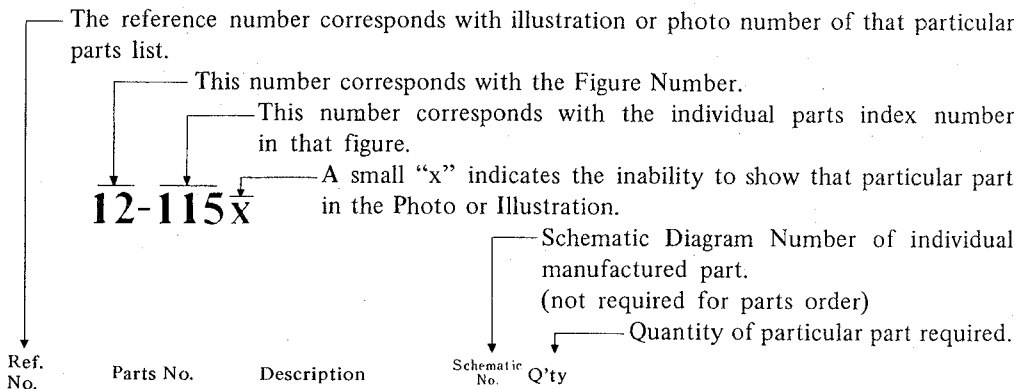 The reference number corresponds with illustration or photo number of that particular
parts list.
This number corresponds with the Figure Number.
This number corresponds with the individual parts index number
in that figure.
A small “x” indicates the inability to show that particular part
in the Photo or Illustration.
12-115x
Schematic Diagram Number of individual
manufactured part.
(not required for parts order)
Quantity of particular part required.
Ref. No. Parts No. Description Schematic No. Q'ty